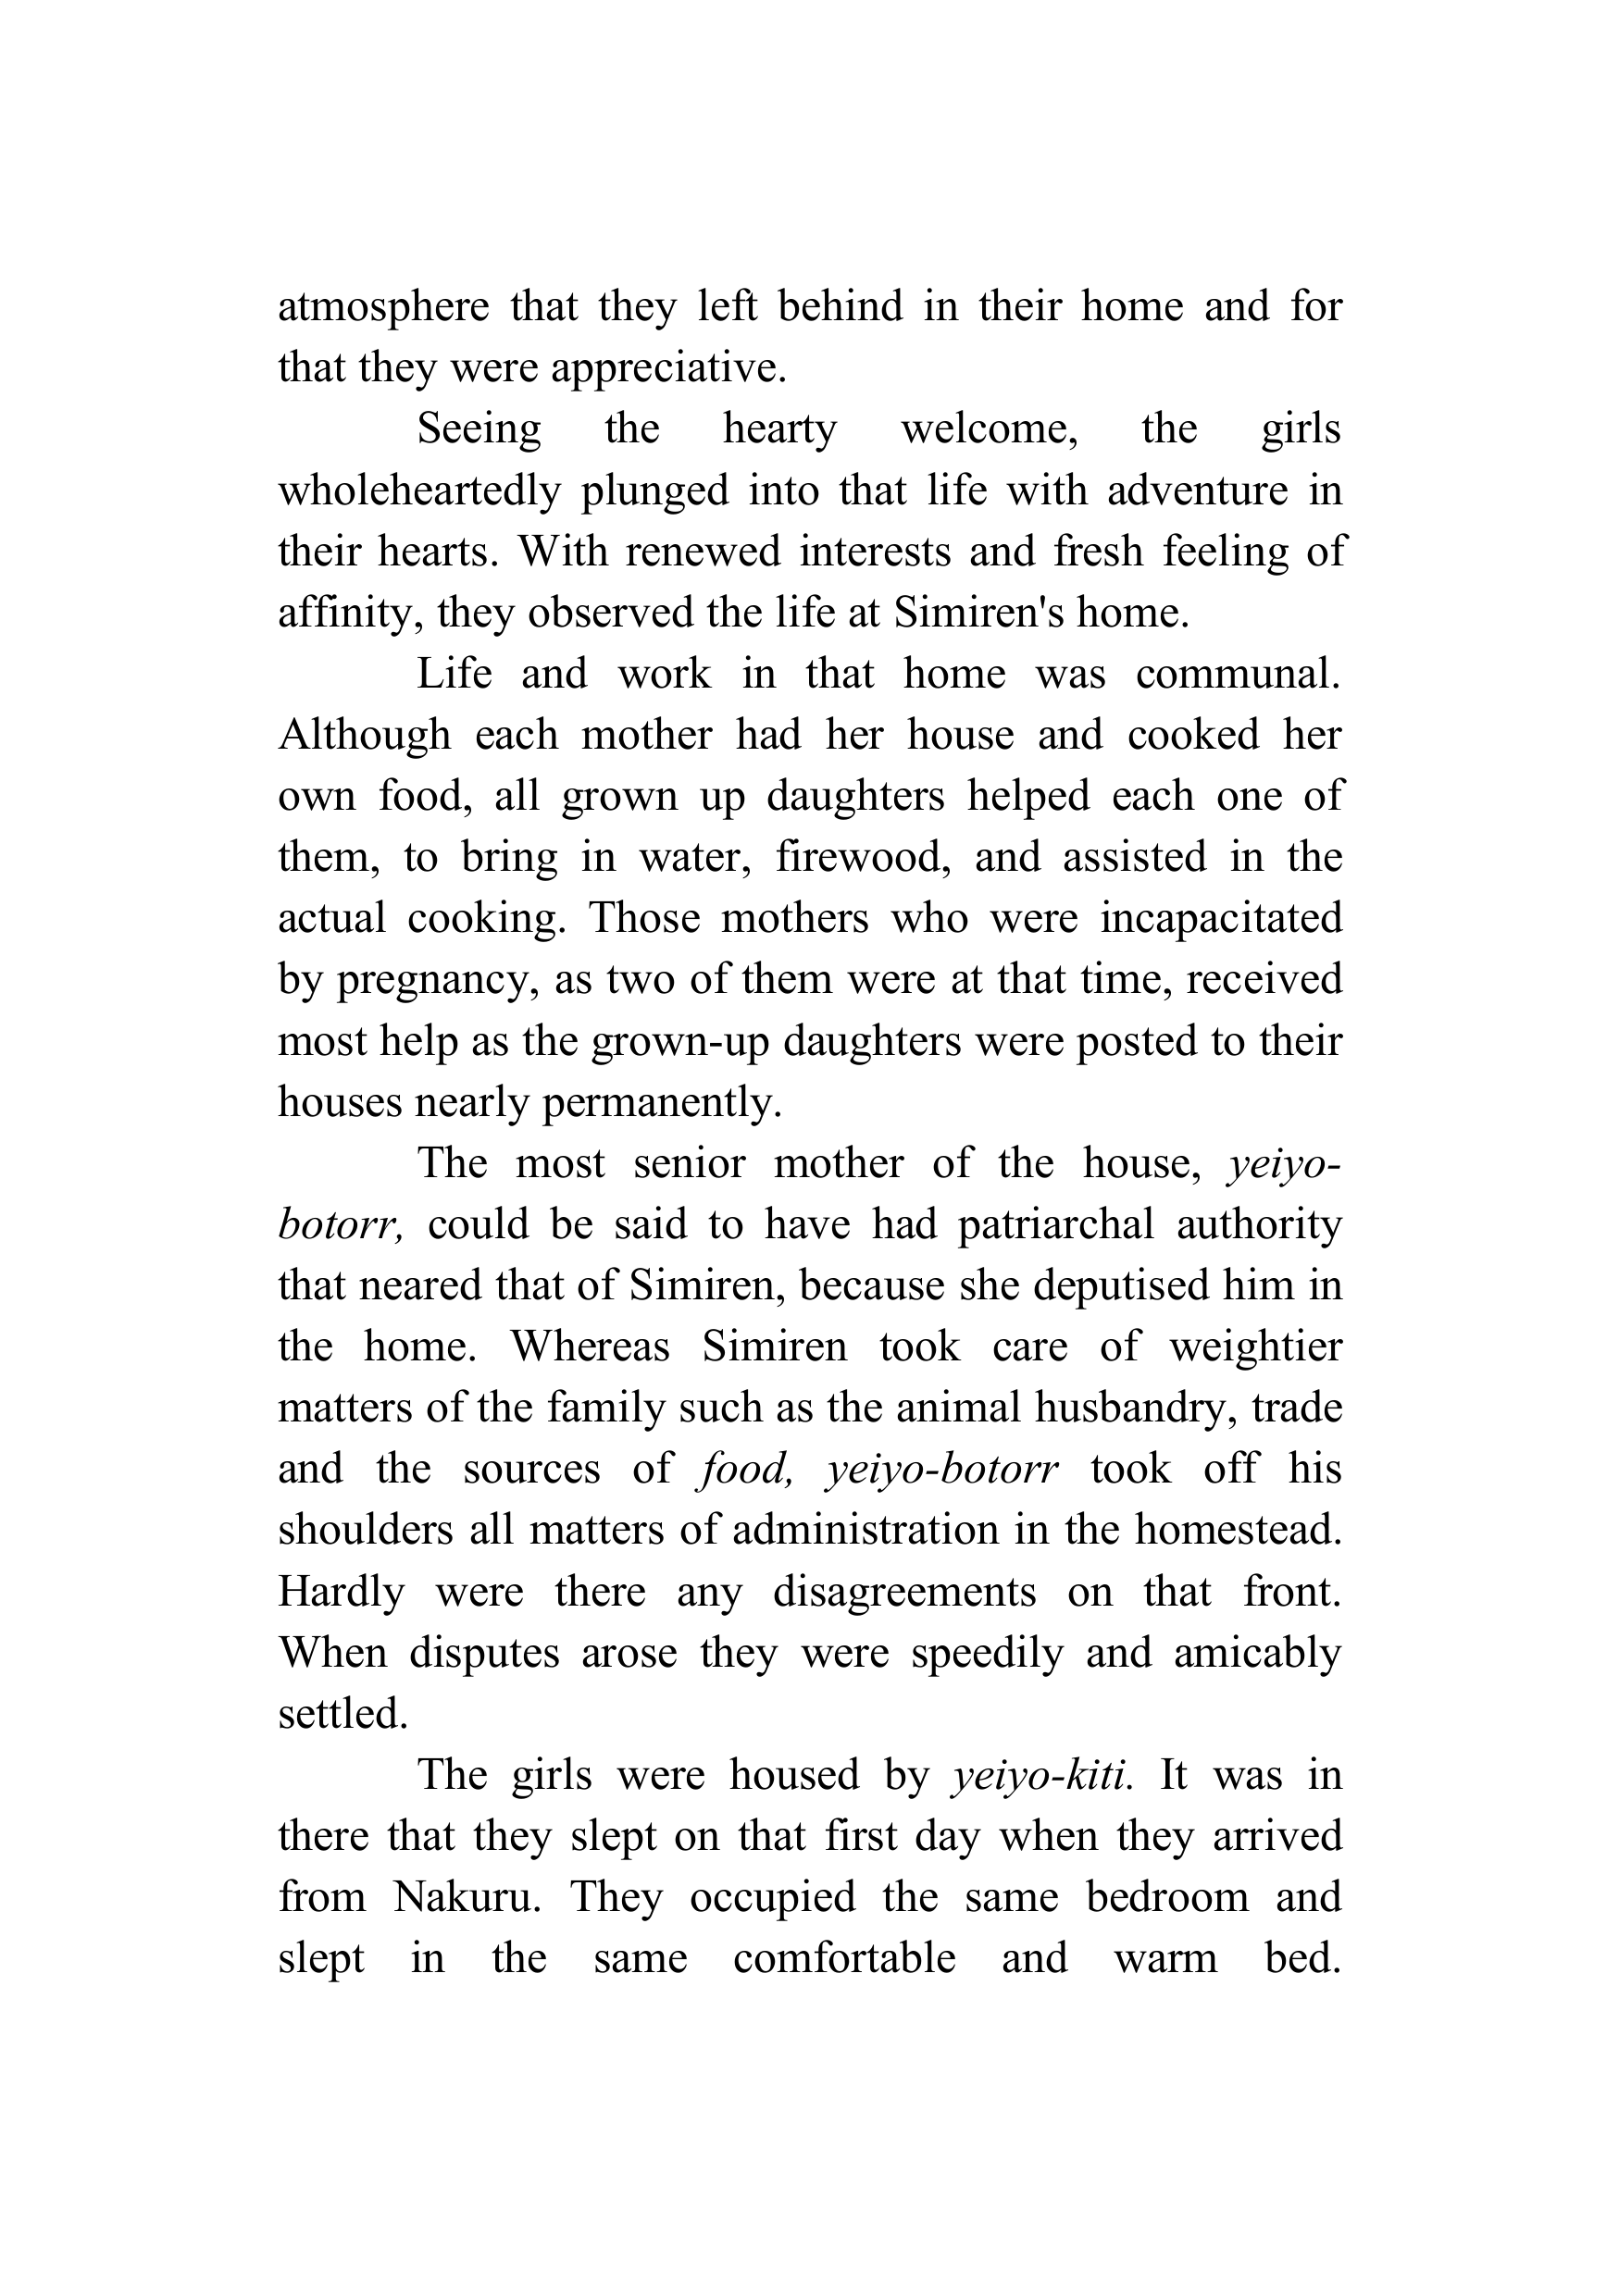 atmosphere that they left behind in their home and for
that they were appreciative.
Seeing the hearty welcome, the girls
wholeheartedly plunged into that life with adventure in
their hearts. With renewed interests and fresh feeling of
affinity, they observed the life at Simiren's home.
Life and work in that home was communal.
Although each mother had her house and cooked her
own food, all grown up daughters helped each one of
them, to bring in water, firewood, and assisted in the
actual cooking. Those mothers who were incapacitated
by pregnancy, as two of them were at that time, received
most help as the grown-up daughters were posted to their
houses nearly permanently.
The most senior mother of the house, yeiyo-
botorr, could be said to have had patriarchal authority
that neared that of Simiren, because she deputised him in
the home. Whereas Simiren took care of weightier
matters of the family such as the animal husbandry, trade
and the sources of food, yeiyo-botorr took off his
shoulders all matters of administration in the homestead.
Hardly were there any disagreements on that front.
When disputes arose they were speedily and amicably
settled.
The girls were housed by yeiyo-kiti. It was in
there that they slept on that first day when they arrived
from Nakuru. They occupied the same bedroom and
slept in the same comfortable and warm bed.